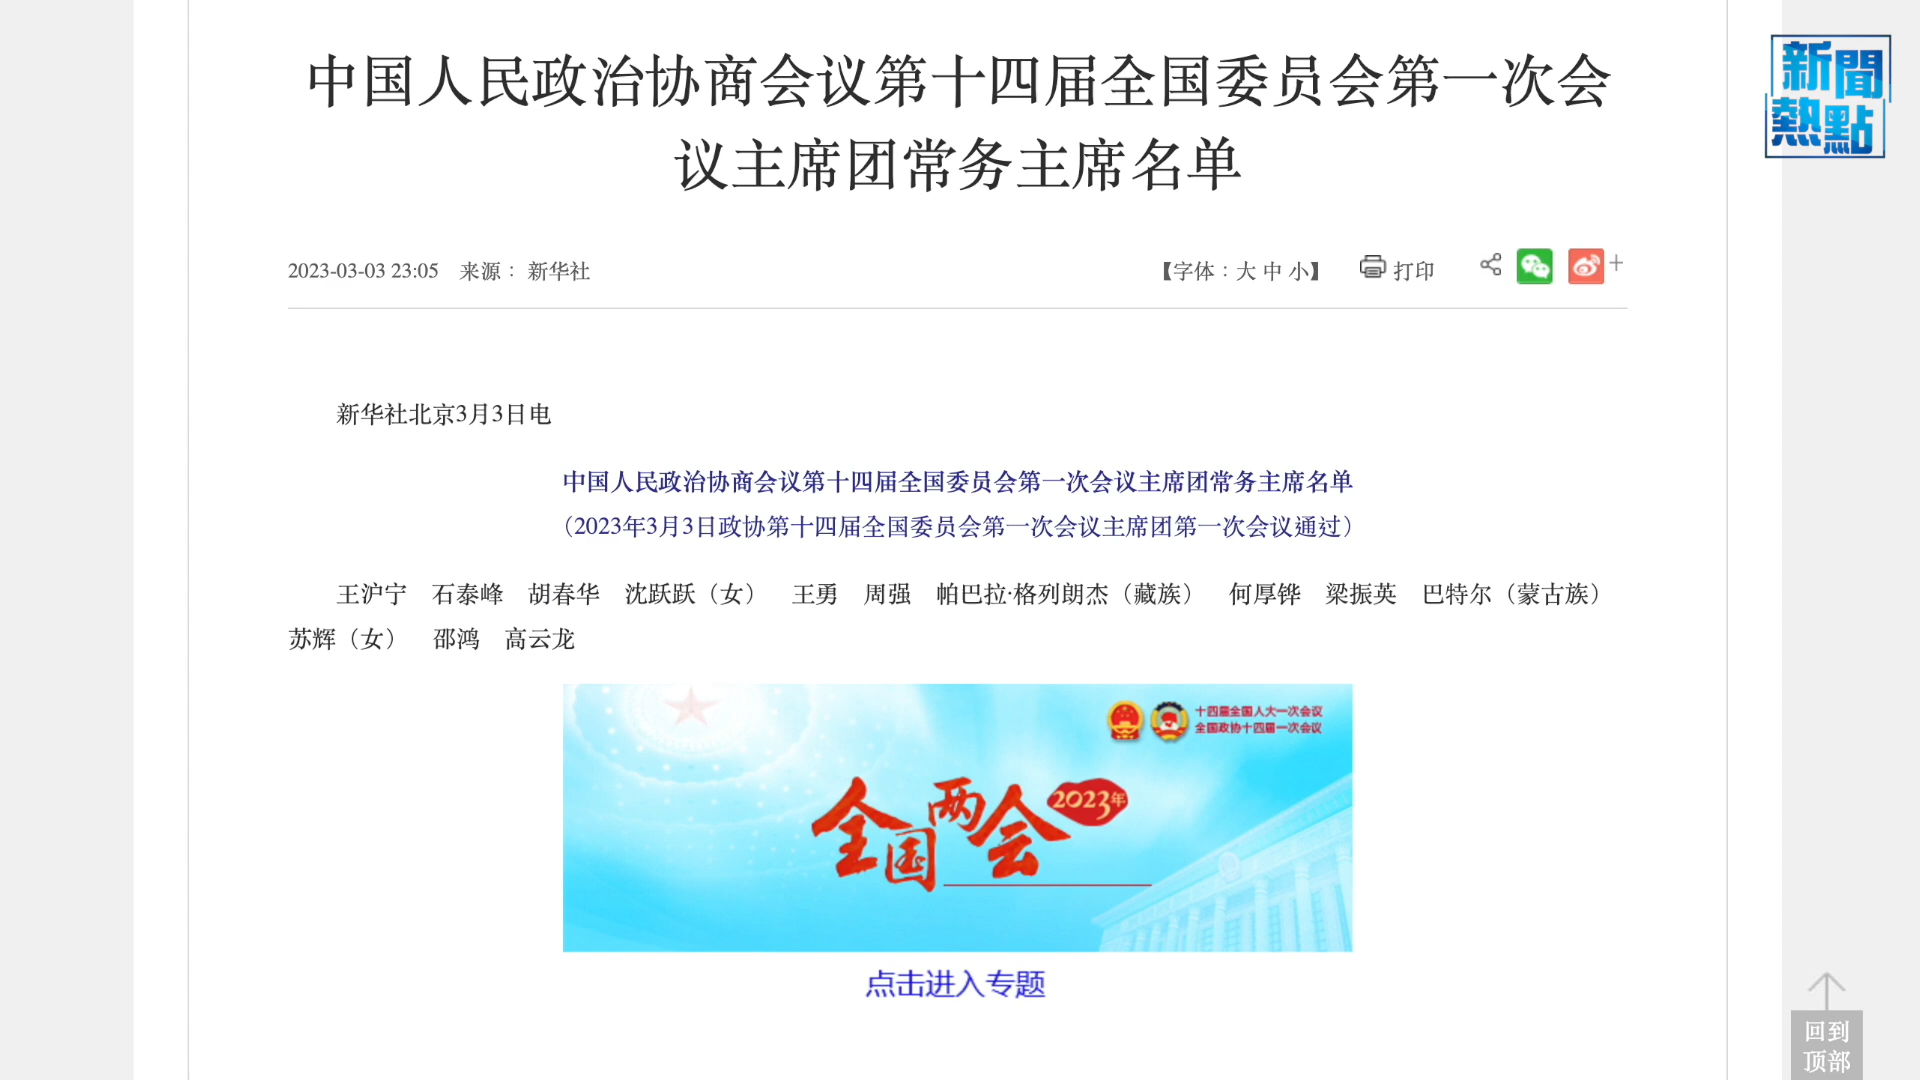 中国人民政治协商会议第十四届全国委员会第一次会
议主席团常务主席名单
新聞
熱點
2023-03-03 23:05 来源： 新华社
【字体：大 中 小】 打印
新华社北京3月3日电
中国人民政治协商会议第十四届全国委员会第一次会议主席团常务主席名单
（2023年3月3日政协第十四届全国委员会第一次会议主席团第一次会议通过）
王沪宁 石泰峰 胡春华 沈跃跃（女） 王勇 周强 帕巴拉·格列朗杰（藏族） 何厚铧 梁振英 巴特尔（蒙古族）
苏辉（女） 邵鸿 高云龙
十四届全国人大一次会议
全国政协十四届一次会议
全国两会 2023年
点击进入专题
回到
顶部